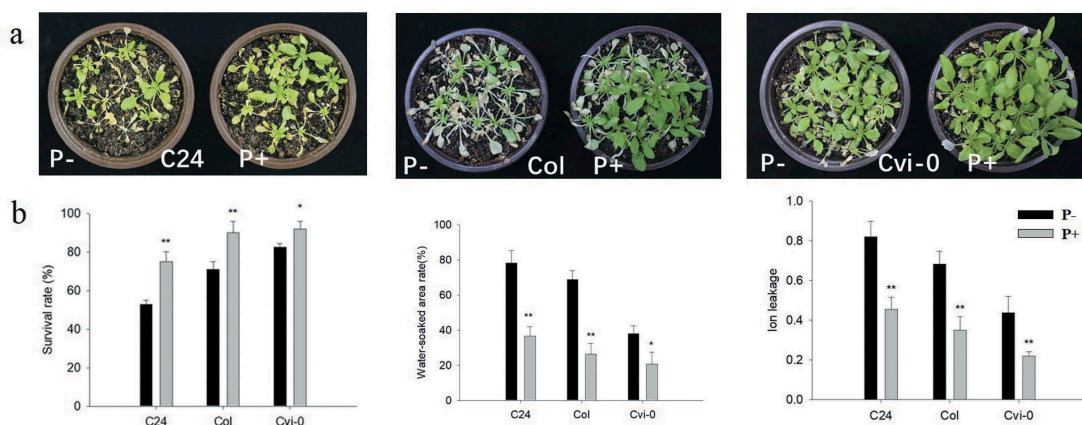 a
P- C24 P+
P- Col P+
P- Cvi-0 P+
b
Survival rate (%)
100
80
60
40
20
0
** ** *
C24 Col Cvi-0
Water-soaked area rate(%)
100
80
60
40
20
0
** ** *
C24 Col Cvi-0
Ion leakage
1.0
0.8
0.6
0.4
0.2
0.0
** ** **
C24 Col Cvi-0
P-
P+